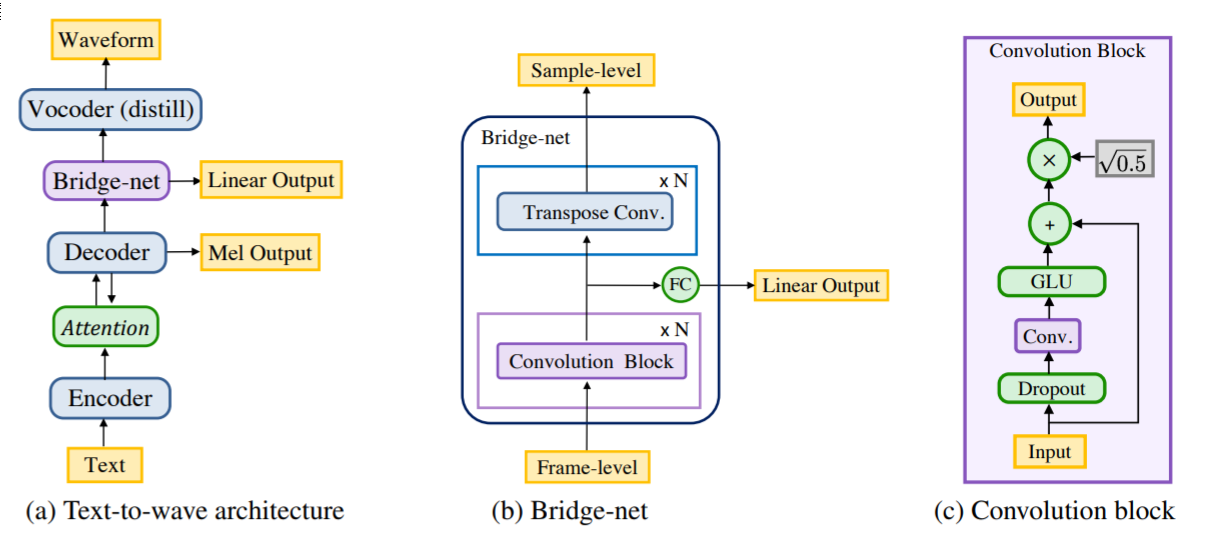 Waveform
Vocoder (distill)
Bridge-net
Linear Output
Decoder
Mel Output
Attention
Encoder
Text
(a) Text-to-wave architecture
Sample-level
Bridge-net
x N
Transpose Conv.
FC
Linear Output
x N
Convolution Block
Frame-level
(b) Bridge-net
Convolution Block
Output
×
√0.5
+
GLU
Conv.
Dropout
Input
(c) Convolution block